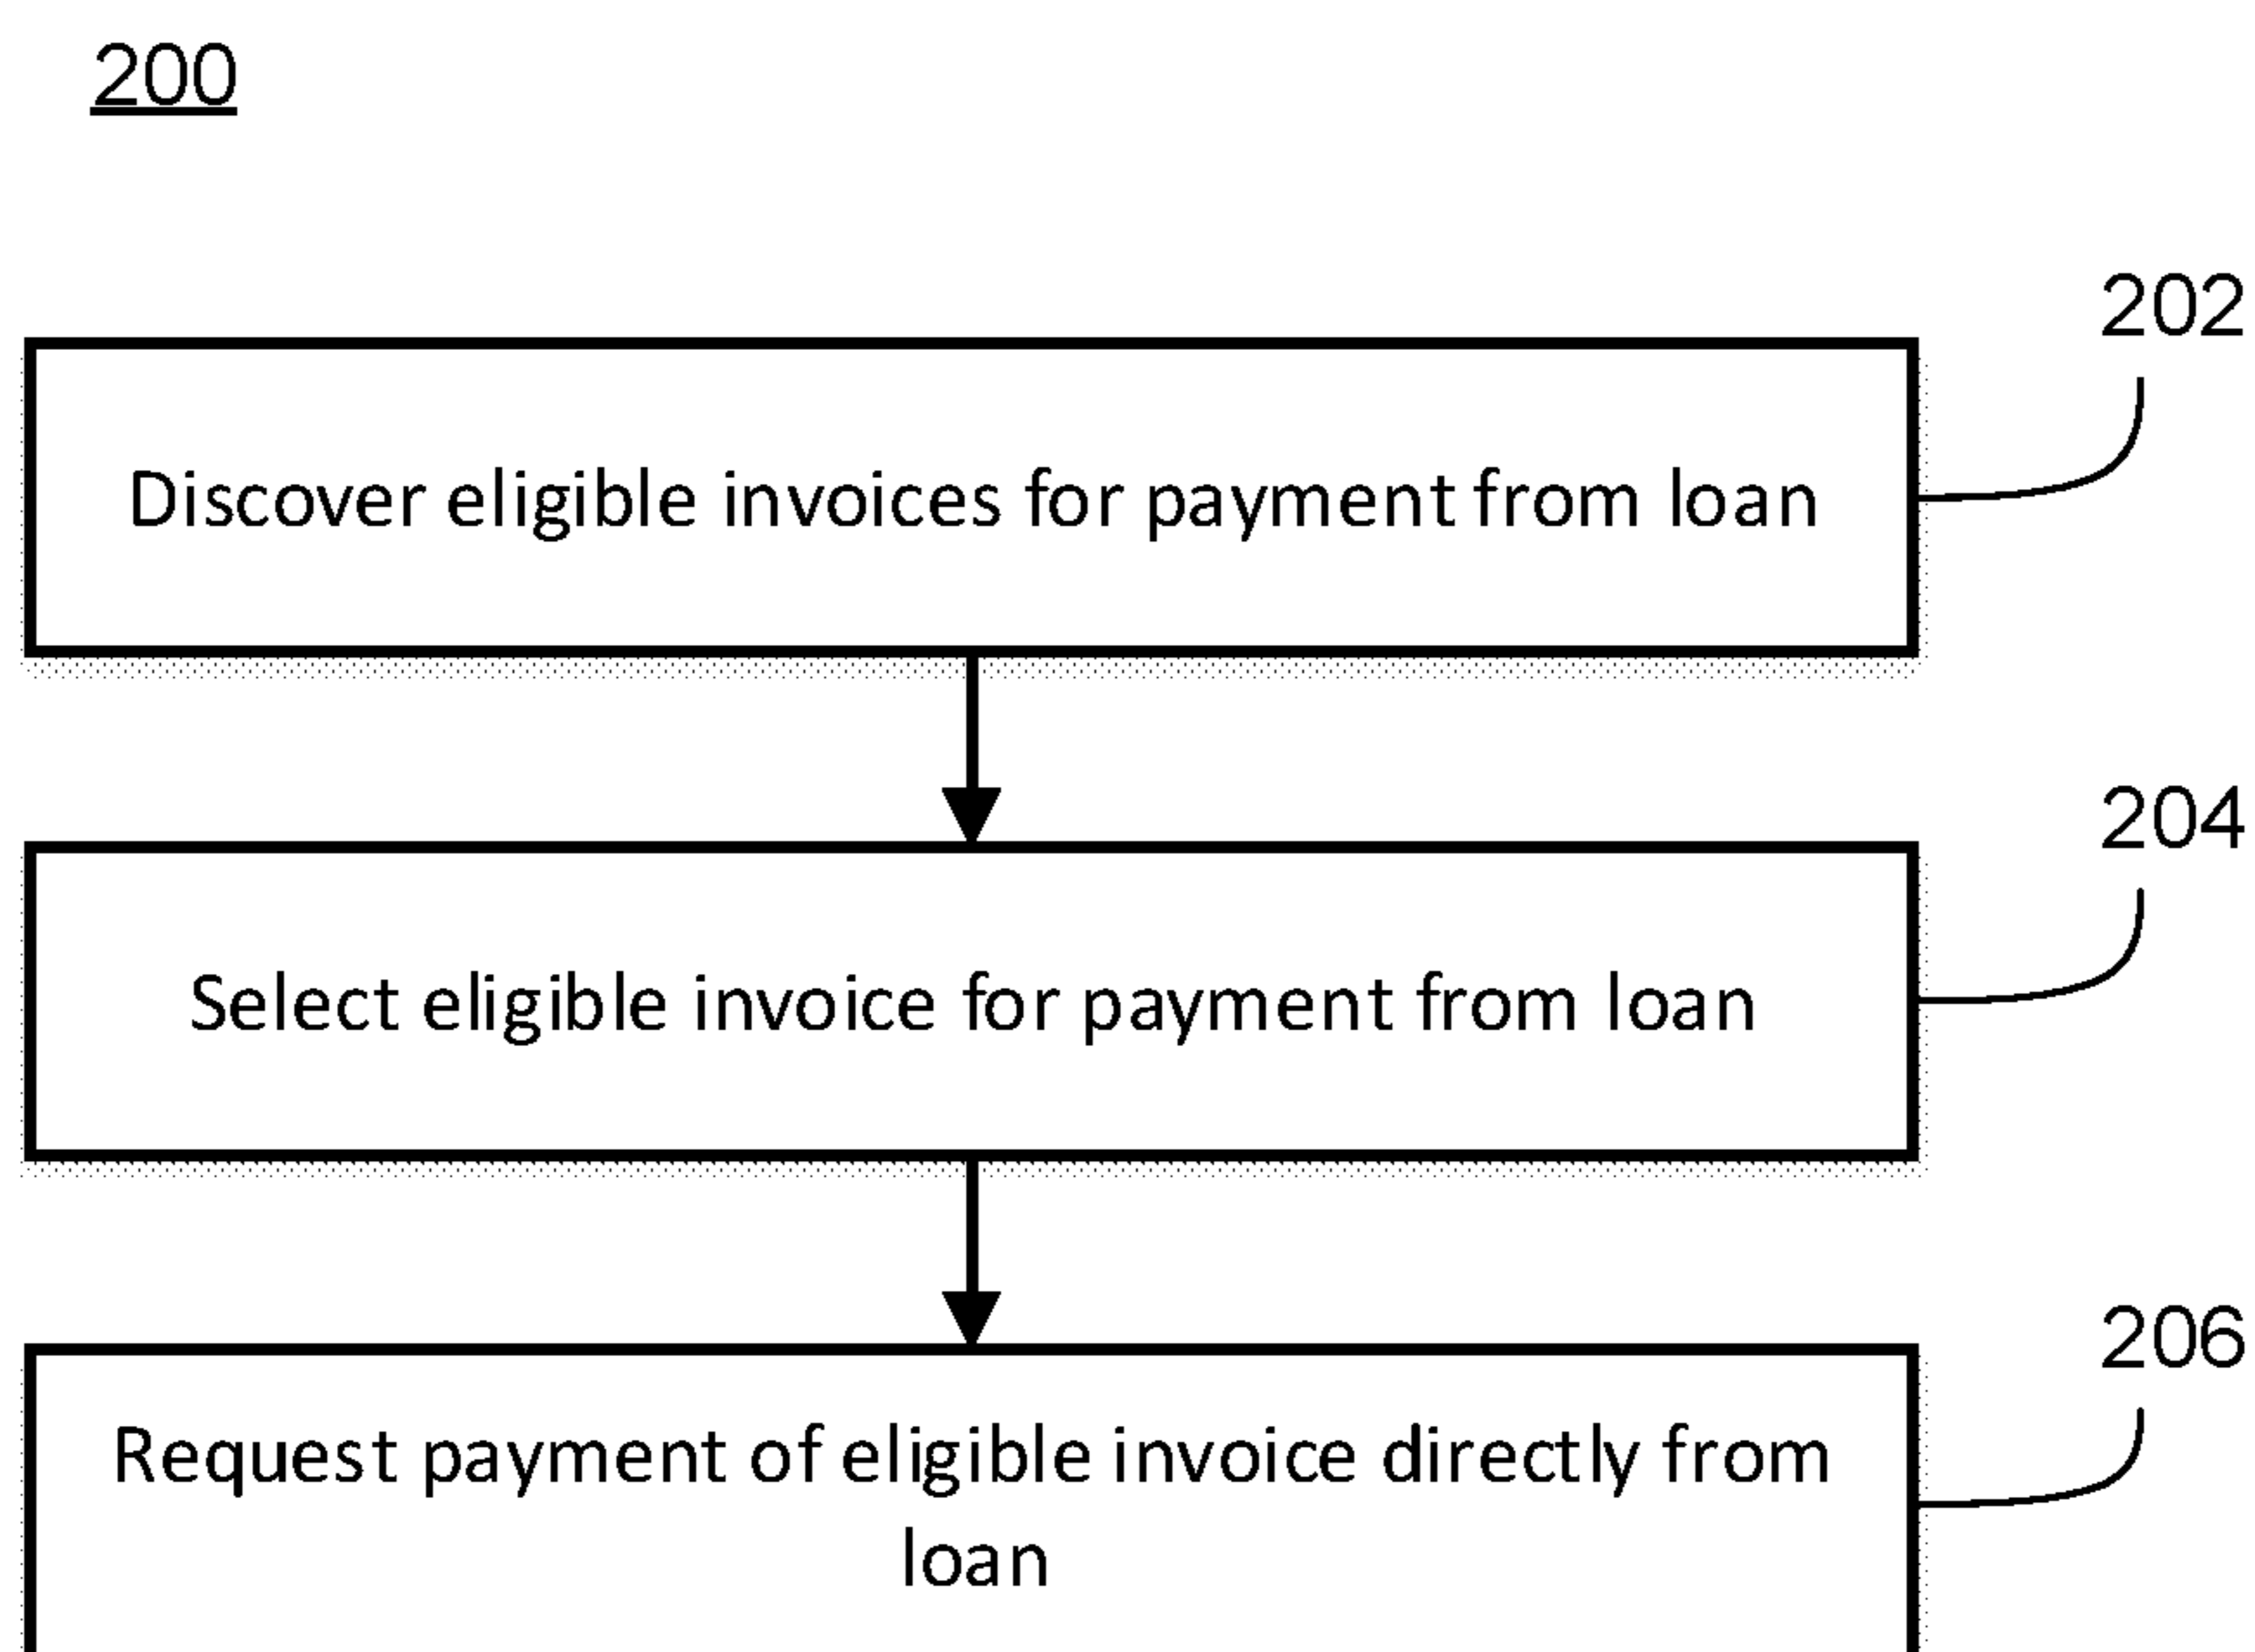 200
202
Discover eligible invoices for payment from loan
204
Select eligible invoice for payment from loan
206
Request payment of eligible invoice directly from
loan